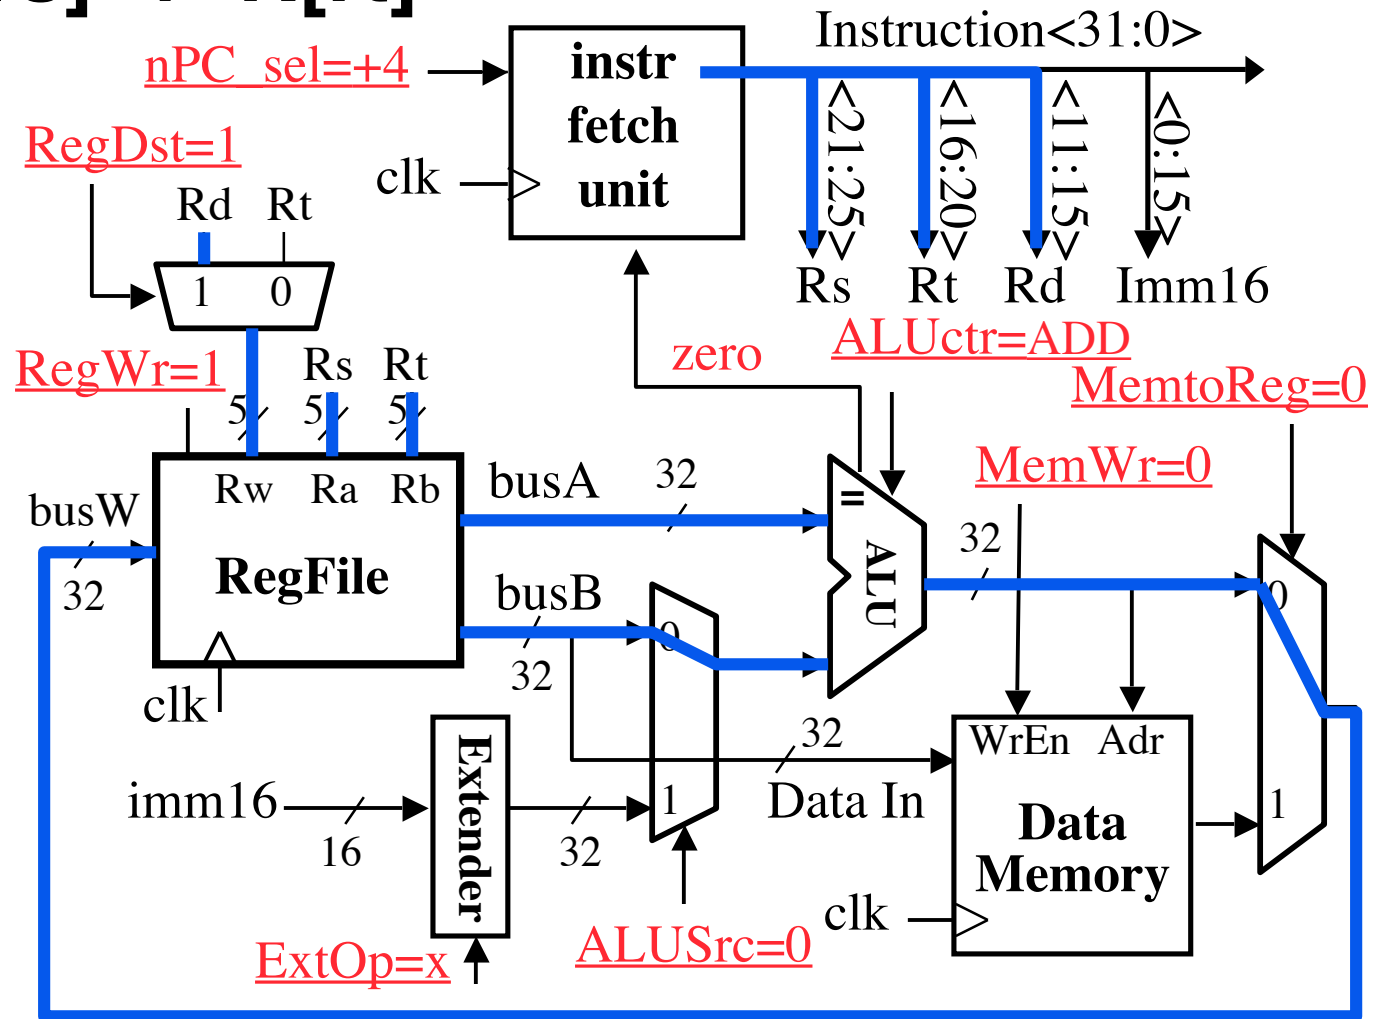 s] + R[rt]
Instruction<31:0>
nPC_sel=+4
instr
fetch
unit
clk
<21:25>
<16:20>
<11:15>
<0:15>
Rs Rt Rd Imm16
RegDst=1
Rd Rt
1 0
zero
ALUctr=ADD
RegWr=1
Rs Rt
5 5 5
MemtoReg=0
MemWr=0
Rw Ra Rb
RegFile
busW
32
clk
busA
32
busB
32
=
ALU
32
0
1
0
1
imm16
16
Extender
32
ExtOp=x
ALUSrc=0
32
Data In
WrEn Adr
Data
Memory
clk